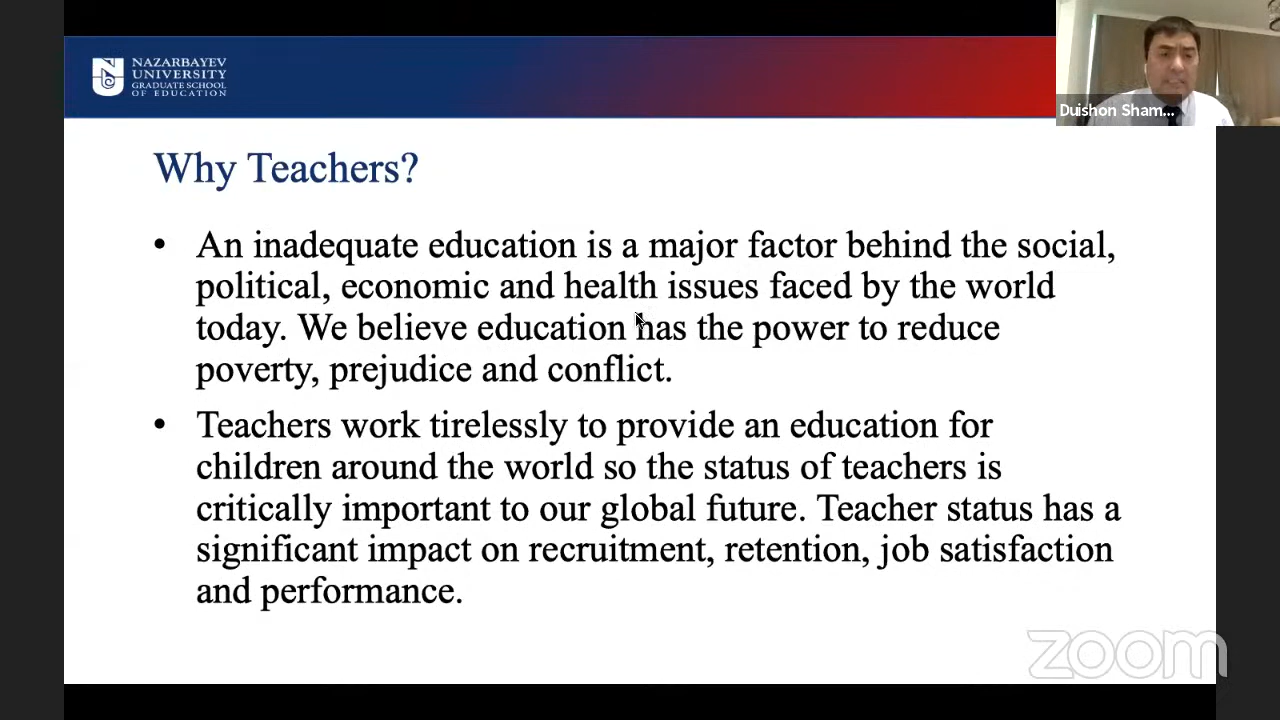 NAZARBAYEV
UNIVERSITY
GRADUATE SCHOOL
OF EDUCATION
Duishon Sham...
Why Teachers?
• An inadequate education is a major factor behind the social,
political, economic and health issues faced by the world
today. We believe education has the power to reduce
poverty, prejudice and conflict.
• Teachers work tirelessly to provide an education for
children around the world so the status of teachers is
critically important to our global future. Teacher status has a
significant impact on recruitment, retention, job satisfaction
and performance.
zoom